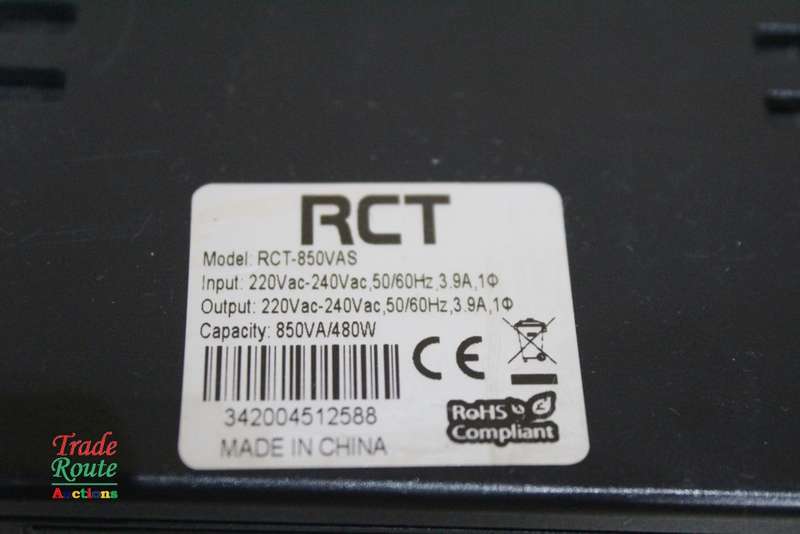 RCT
Model: RCT-850VAS
Input: 220Vac-240Vac,50/60Hz,3.9A,1Φ
Output: 220Vac-240Vac,50/60Hz,3.9A,1Φ
Capacity: 850VA/480W
CE
342004512588
RoHS
Compliant
MADE IN CHINA
Trade
Route
Auctions